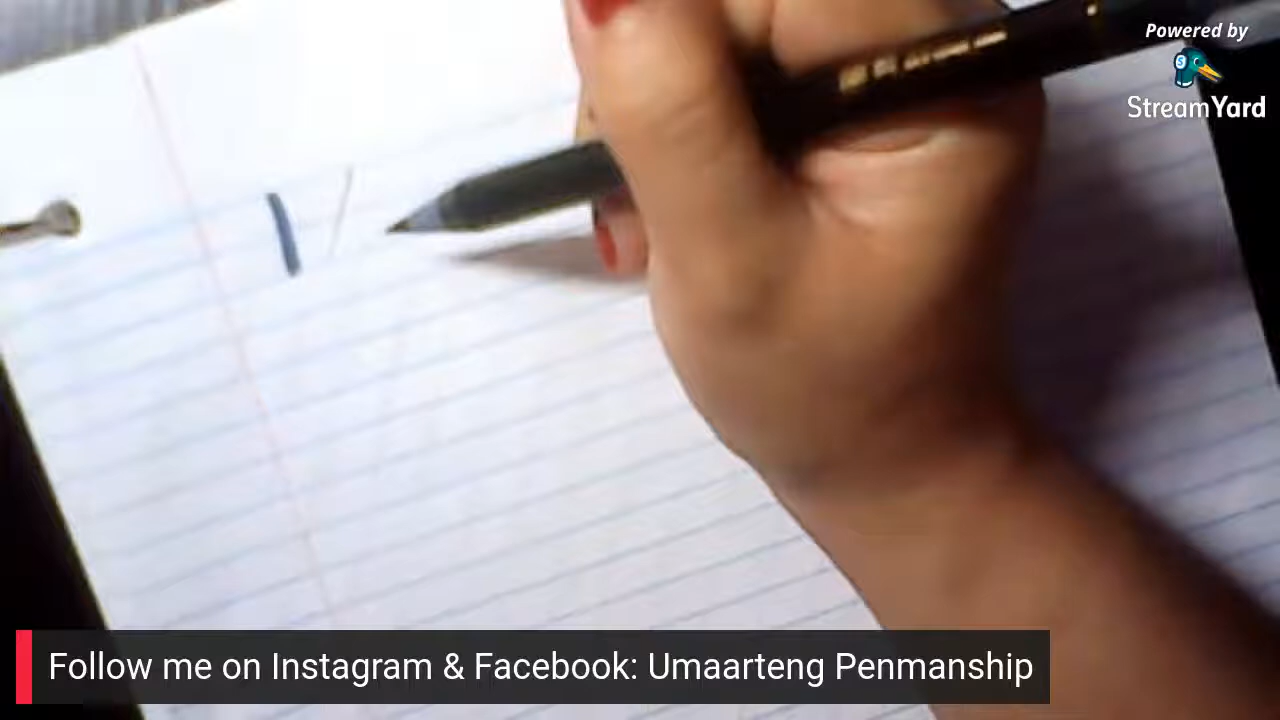 Powered by
StreamYard
Follow me on Instagram & Facebook: Umaarteng Penmanship